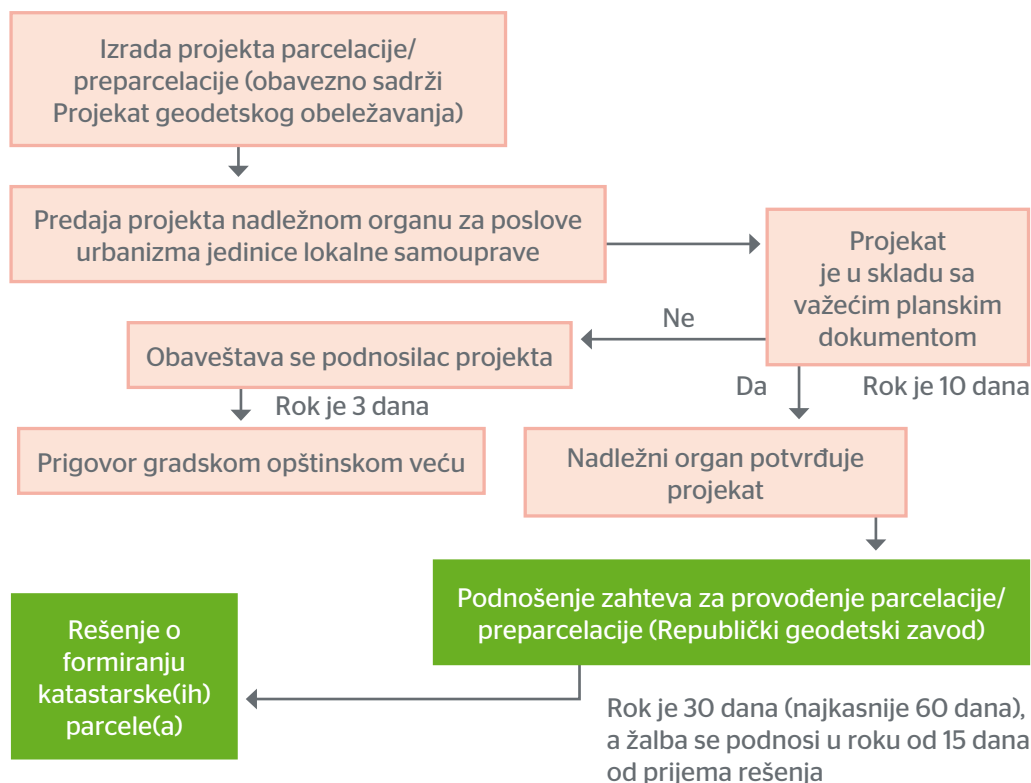 Izrada projekta parcelacije/
preparcelacije (obavezno sadrži
Projekat geodetskog obeležavanja)
Predaja projekta nadležnom organu za poslove
urbanizma jedinice lokalne samouprave
Projekat
je u skladu sa
važećim planskim
dokumentom
Ne
Obaveštava se podnosilac projekta
Da
Rok je 10 dana
Rok je 3 dana
Prigovor gradskom opštinskom veću
Nadležni organ potvrđuje
projekat
Podnošenje zahteva za provođenje parcelacije/
preparcelacije (Republički geodetski zavod)
Rešenje o
formiranju
katastarske(ih)
parcele(a)
Rok je 30 dana (najkasnije 60 dana),
a žalba se podnosi u roku od 15 dana
od prijema rešenja